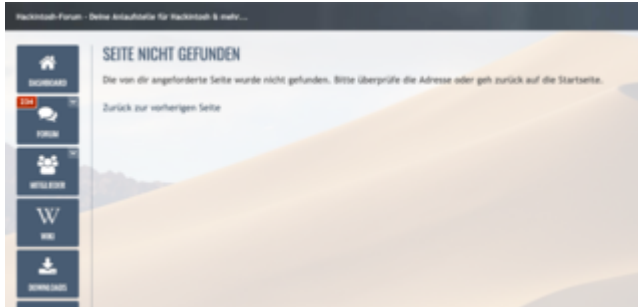 Hackintosh-Forum - Deine Anlaufstelle für Hackintosh & mehr...
DASHBOARD
234
FORUM
MITGLIEDER
W
WIKI
DOWNLOADS
SEITE NICHT GEFUNDEN
Die von dir angeforderte Seite wurde nicht gefunden. Bitte überprüfe die Adresse oder geh zurück auf die Startseite.
Zurück zur vorherigen Seite